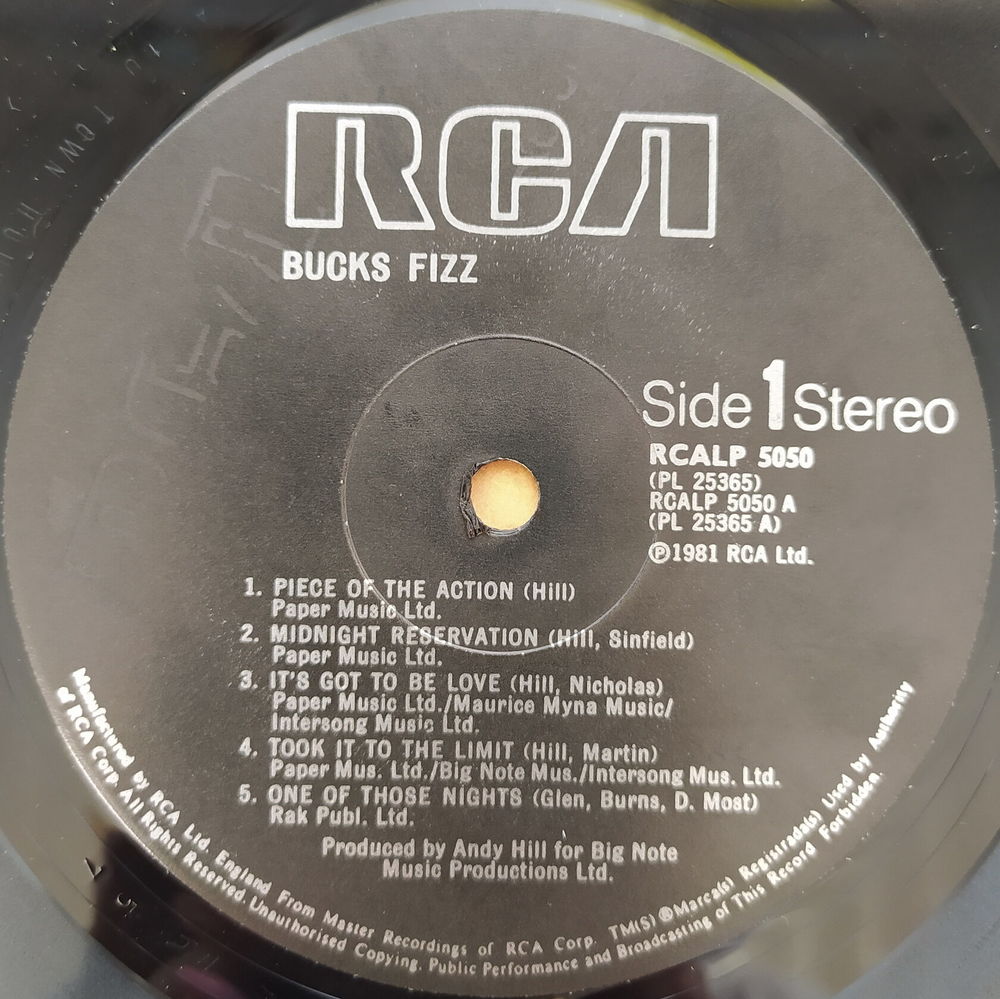 RCA
BUCKS FIZZ
Side 1 Stereo
RCALP 5050
(PL 25365)
RCALP 5050 A
(PL 25365 A)
℗1981 RCA Ltd.
1. PIECE OF THE ACTION (Hill)
Paper Music Ltd.
2. MIDNIGHT RESERVATION (Hill, Sinfield)
Paper Music Ltd.
3. IT'S GOT TO BE LOVE (Hill, Nicholas)
Paper Music Ltd./Maurice Myna Music/
Intersong Music Ltd.
4. TOOK IT TO THE LIMIT (Hill, Martin)
Paper Mus. Ltd./Big Note Mus./Intersong Mus. Ltd.
5. ONE OF THOSE NIGHTS (Glen, Burns, D. Most)
Rak Publ. Ltd.
Produced by Andy Hill for Big Note
Music Productions Ltd.
Manufactured by RCA Ltd. England From Master Recordings of RCA Corp. TM(S) ®Marca(s) Registrada(s) Used by Authority
of RCA Corp. All Rights Reserved. Unauthorised Copying, Public Performance and Broadcasting of This Record Forbidden.
TOWN